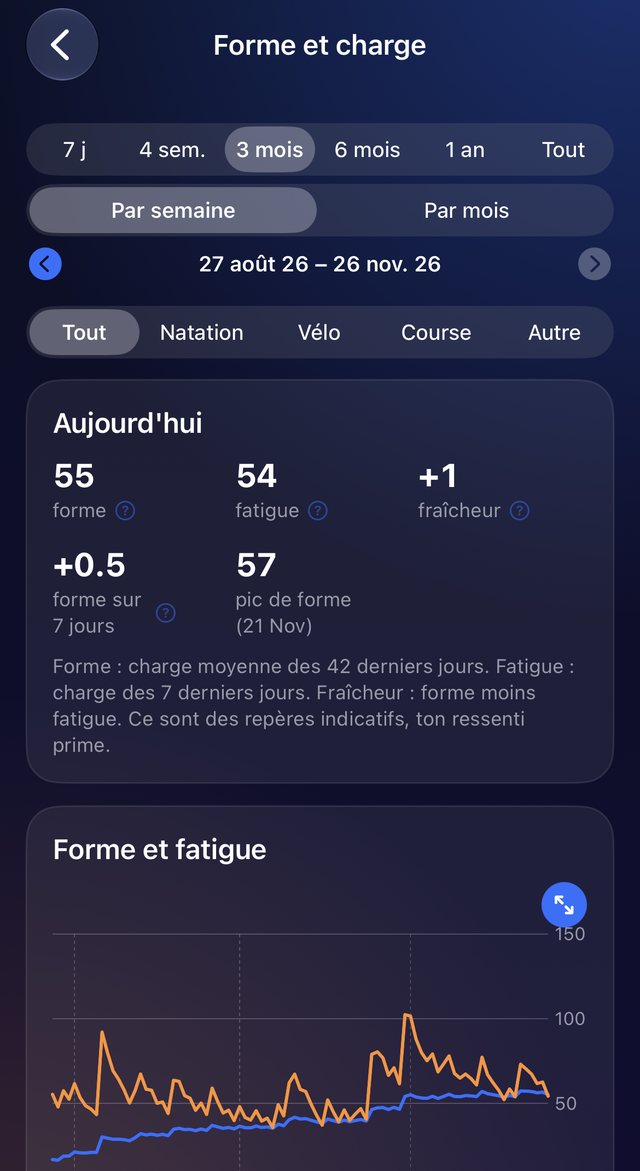 Forme et charge
7 j 4 sem. 3 mois 6 mois 1 an Tout
Par semaine Par mois
27 août 26 – 26 nov. 26
Tout Natation Vélo Course Autre
Aujourd'hui
55 54 +1
forme ? fatigue ? fraîcheur ?
+0.5 57
forme sur
7 jours ?
pic de forme
(21 Nov)
Forme : charge moyenne des 42 derniers jours. Fatigue :
charge des 7 derniers jours. Fraîcheur : forme moins
fatigue. Ce sont des repères indicatifs, ton ressenti
prime.
Forme et fatigue
150
100
50